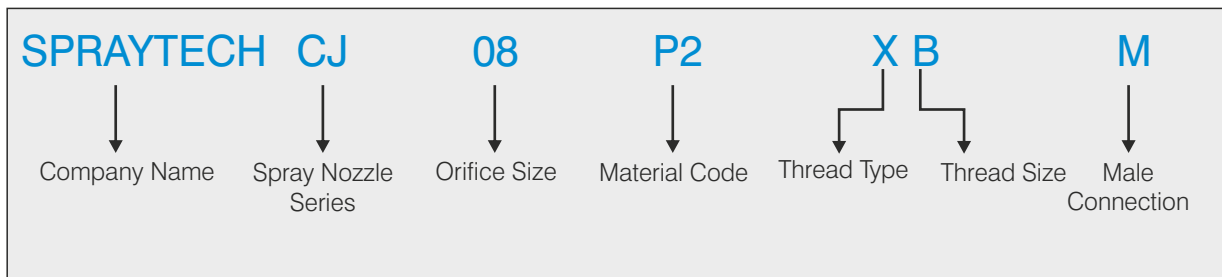 SPRAYTECH CJ 08 P2 X B M
Company Name Spray Nozzle Series Orifice Size Material Code Thread Type Thread Size Male Connection